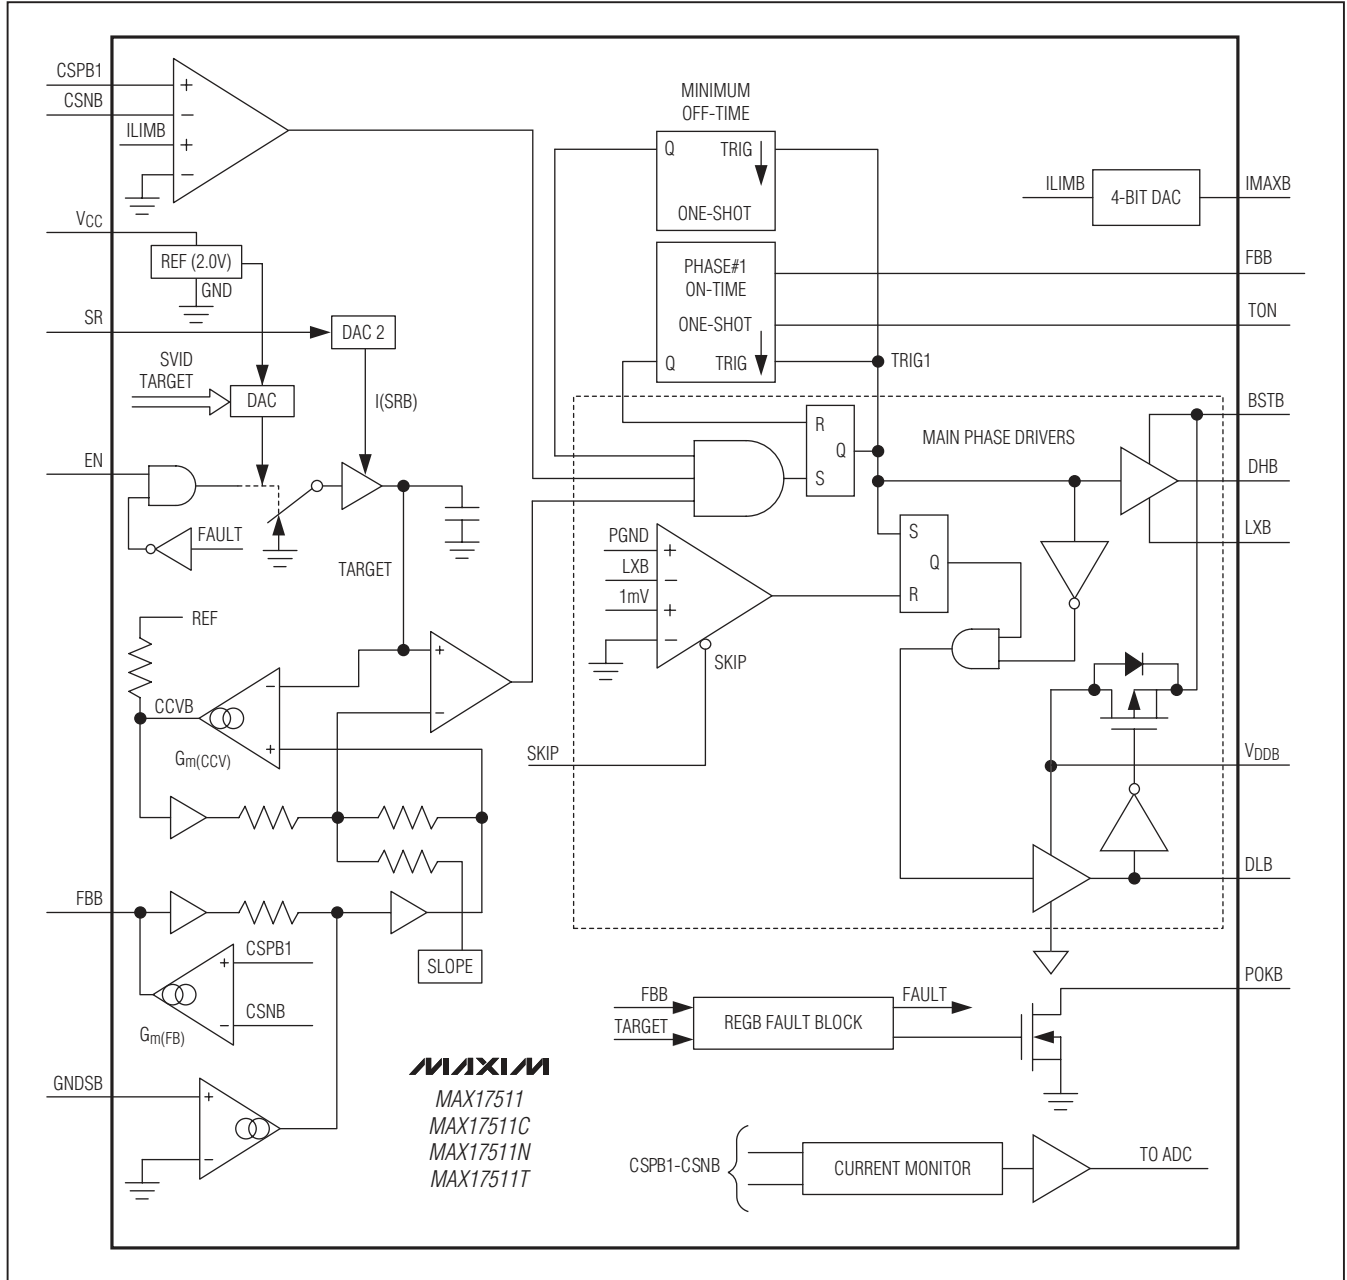 CSPB1
CSNB
ILIMB
+
−
+
−
VCC
REF (2.0V)
GND
SR
DAC 2
SVID
TARGET
DAC
I(SRB)
EN
FAULT
TARGET
REF
CCVB
Gm(CCV)
−
+
+
−
FBB
CSPB1
CSNB
+
−
Gm(FB)
SLOPE
GNDSB
+
−
MAXIM
MAX17511
MAX17511C
MAX17511N
MAX17511T
MINIMUM
OFF-TIME
Q TRIG
ONE-SHOT
PHASE#1
ON-TIME
ONE-SHOT
Q TRIG
TRIG1
R
Q
S
MAIN PHASE DRIVERS
PGND
LXB
1mV
+
−
+
−
SKIP
SKIP
S
Q
R
ILIMB
4-BIT DAC
IMAXB
FBB
TON
BSTB
DHB
LXB
VDDB
DLB
POKB
FBB
TARGET
REGB FAULT BLOCK
FAULT
CSPB1-CSNB
CURRENT MONITOR
TO ADC